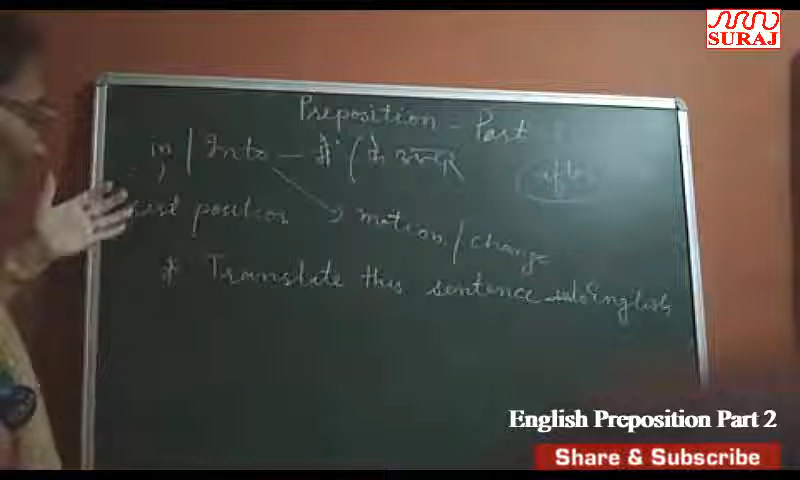 SURAJ
Preposition - Part
in / Into - में / के अन्दर
after
position → motion / change
* Translate this sentence into English
English Preposition Part 2
Share & Subscribe